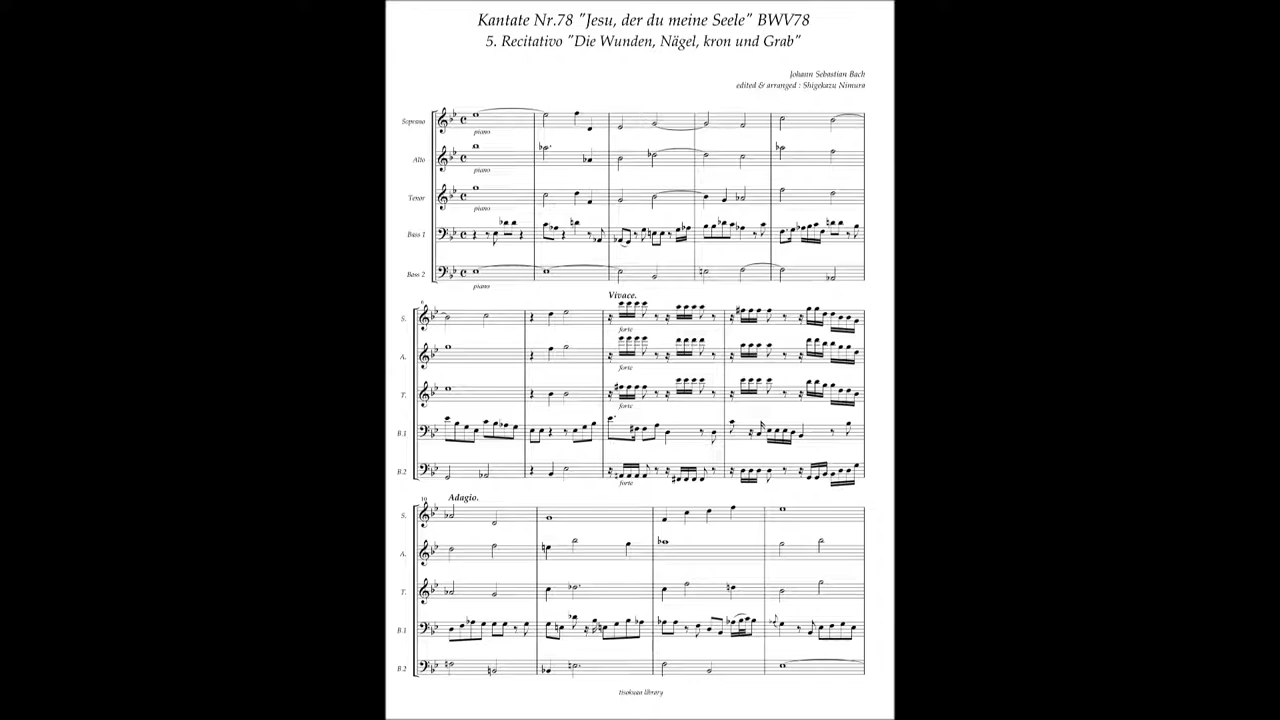 Kantate Nr.78 "Jesu, der du meine Seele" BWV78
5. Recitativo "Die Wunden, Nägel, kron und Grab"
Johann Sebastian Bach
edited & arranged : Shigekazu Nimura
Soprano
piano
Alto
piano
Tenor
piano
Bass 1
Bass 2
piano
6
Vivace.
S.
forte
A.
forte
T.
forte
B.1
B.2
forte
10
Adagio.
S.
A.
T.
B.1
B.2
library